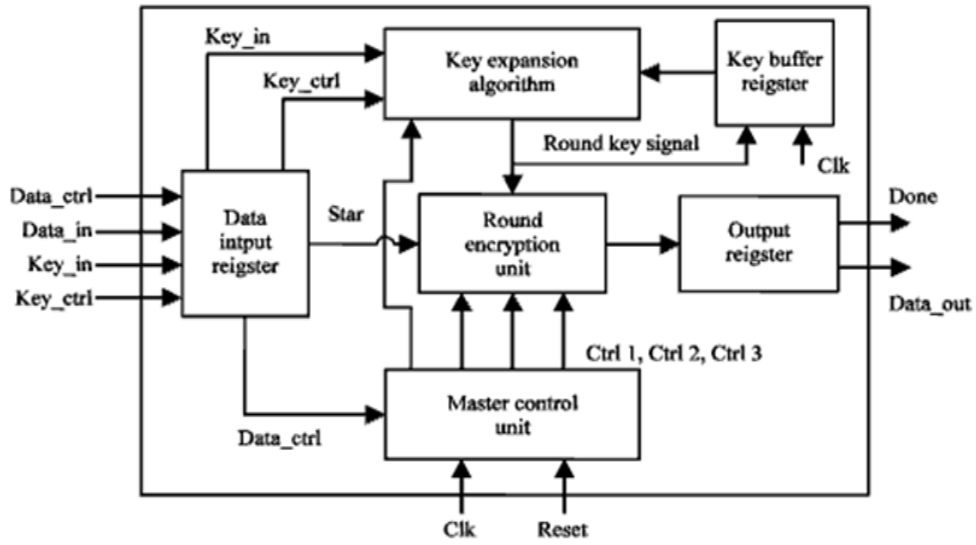 Key_in
Key_ctrl
Key expansion
algorithm
Key buffer
reigster
Round key signal
Clk
Data_ctrl
Data_in
Key_in
Key_ctrl
Data
intput
reigster
Star
Round
encryption
unit
Output
reigster
Done
Data_out
Ctrl 1, Ctrl 2, Ctrl 3
Master control
unit
Data_ctrl
Clk
Reset